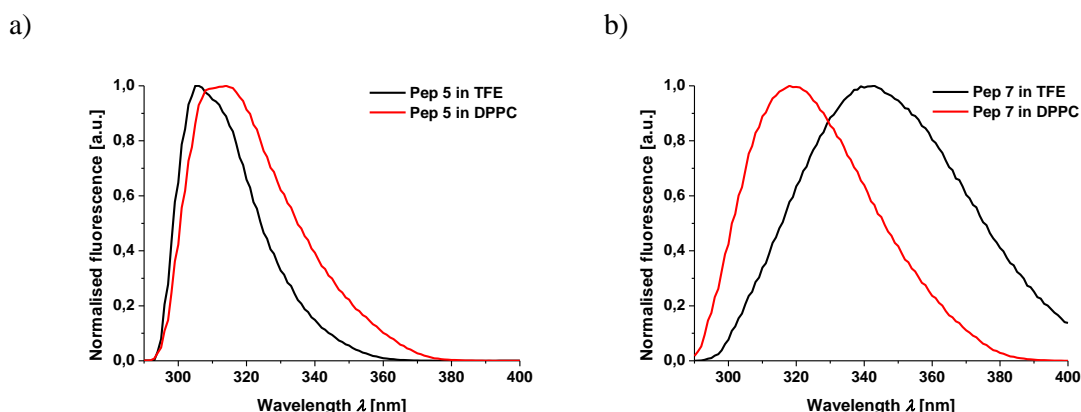 a)
b)
Pep 5 in TFE
Pep 5 in DPPC
1,0
0,8
0,6
0,4
0,2
0,0
Normalised fluorescence [a.u.]
300 320 340 360 380 400
Wavelength λ [nm]
Pep 7 in TFE
Pep 7 in DPPC
1,0
0,8
0,6
0,4
0,2
0,0
Normalised fluorescence [a.u.]
300 320 340 360 380 400
Wavelength λ [nm]